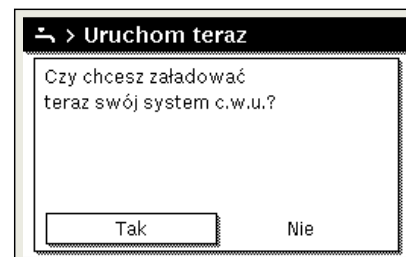 > Uruchom teraz
Czy chcesz załadować
teraz swój system c.w.u.?
Tak Nie